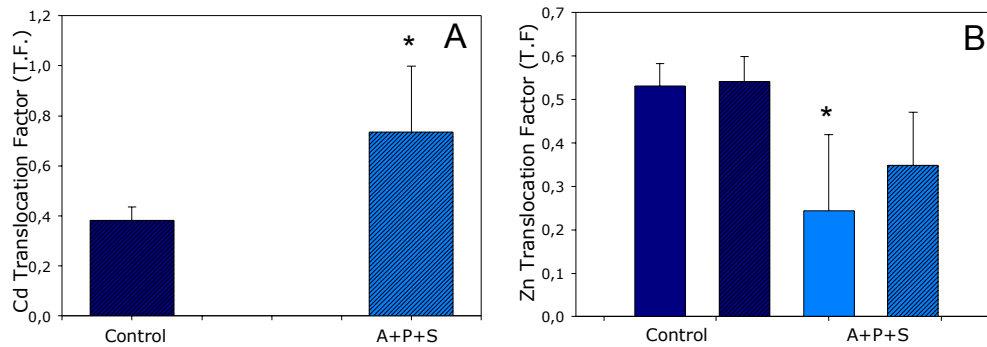 A
Cd Translocation Factor (T.F.)
1,2
1,0
0,8
0,6
0,4
0,2
0,0
*
Control
A+P+S
B
Zn Translocation Factor (T.F)
0,7
0,6
0,5
0,4
0,3
0,2
0,1
0,0
*
Control
A+P+S